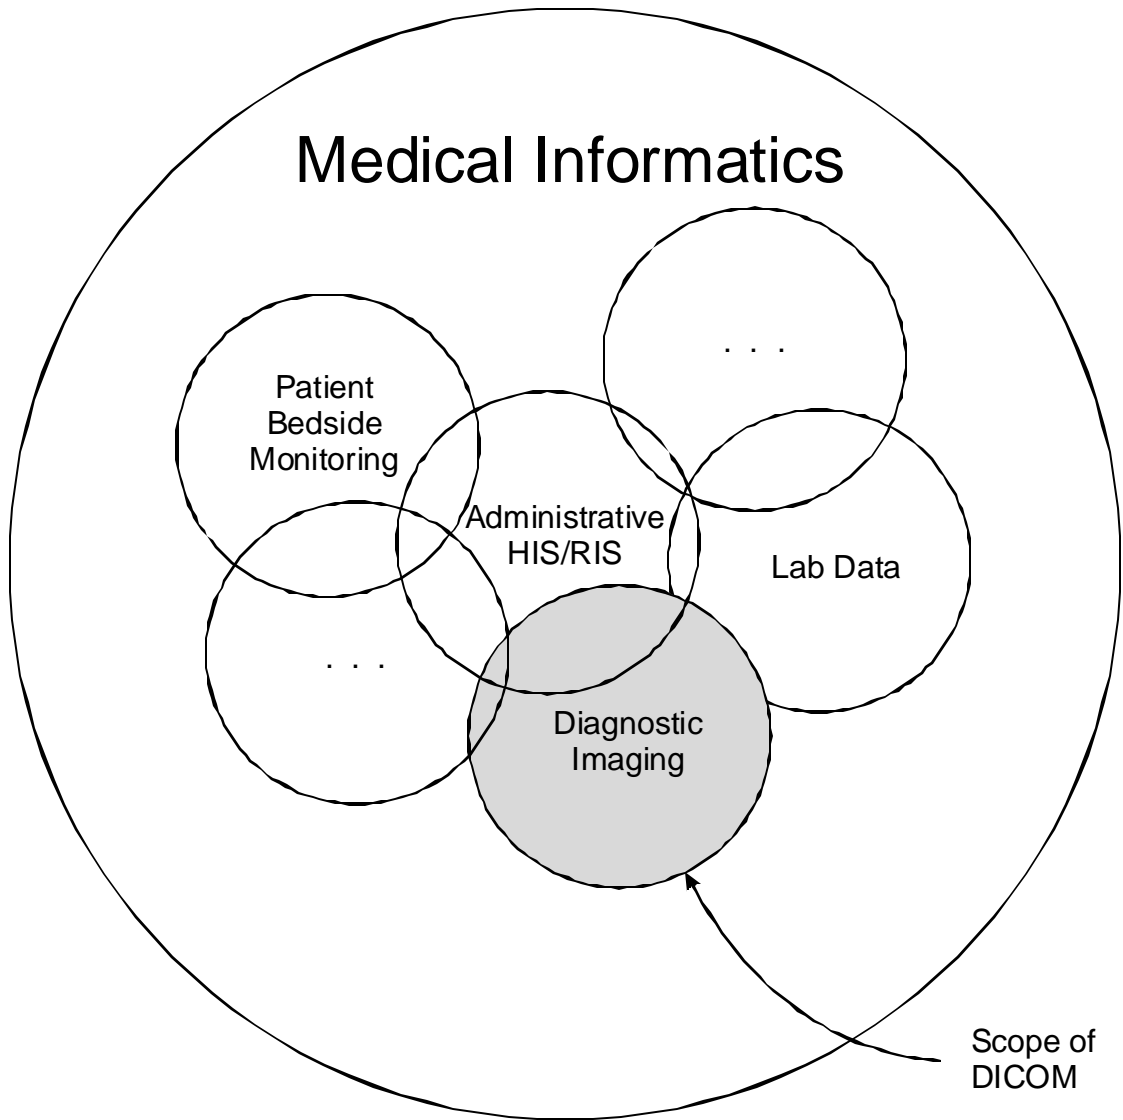 Medical Informatics
. . .
Patient
Bedside
Monitoring
Administrative
HIS/RIS
Lab Data
. . .
Diagnostic
Imaging
Scope of
DICOM